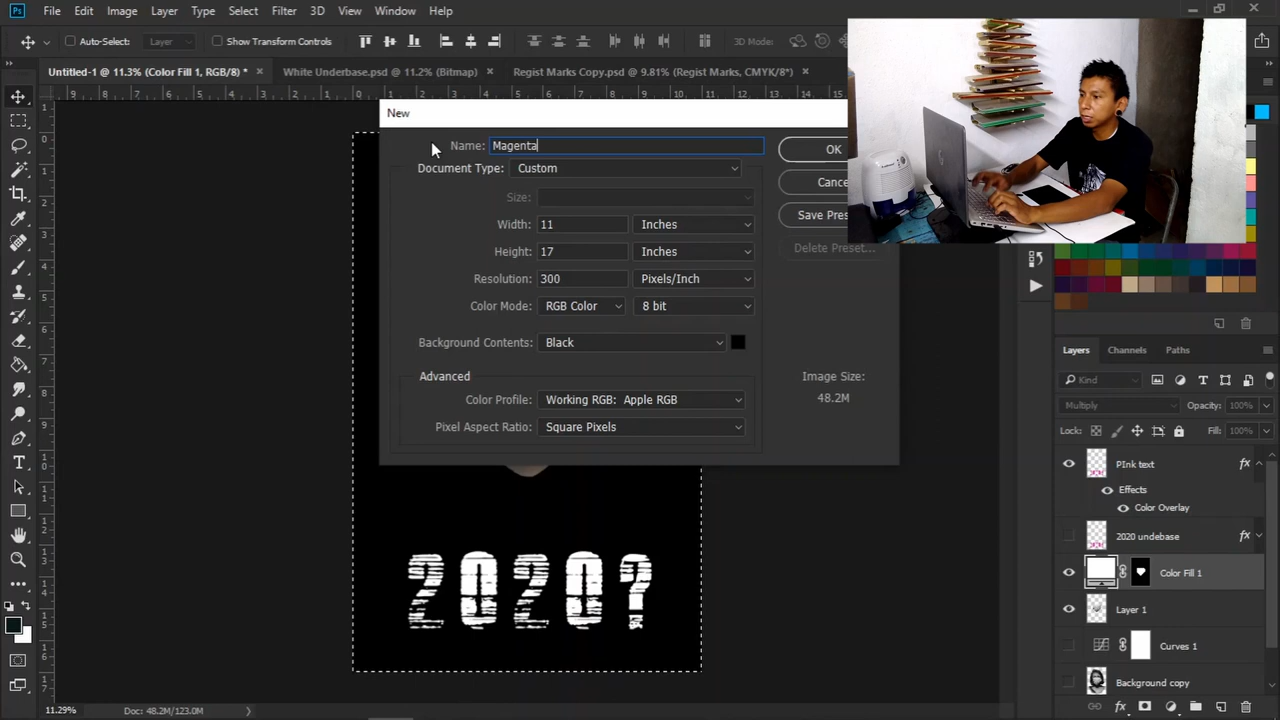 Ps File Edit Image Layer Type Select Filter 3D View Window Help
Auto-Select: Layer Show Transform Controls 3D Mode:
Untitled-1 @ 11.3% (Color Fill 1, RGB/8) * × White Underbase.psd @ 11.2% (Bitmap) × Regist Marks Copy.psd @ 9.81% (Regist Marks, CMYK/8*) ×
New
Name: Magenta
OK
Document Type: Custom
Cance
Size:
Save Pres
Width: 11 Inches
Height: 17 Inches
Delete Preset...
Resolution: 300 Pixels/Inch
Color Mode: RGB Color 8 bit
Background Contents: Black
Advanced
Image Size:
48.2M
Color Profile: Working RGB: Apple RGB
Pixel Aspect Ratio: Square Pixels
2020?
Layers Channels Paths
Kind
Multiply Opacity: 100%
Lock: Fill: 100%
PInk text fx
Effects
Color Overlay
2020 undebase fx
Color Fill 1
Layer 1
Curves 1
Background copy
11.29% Doc: 48.2M/123.0M